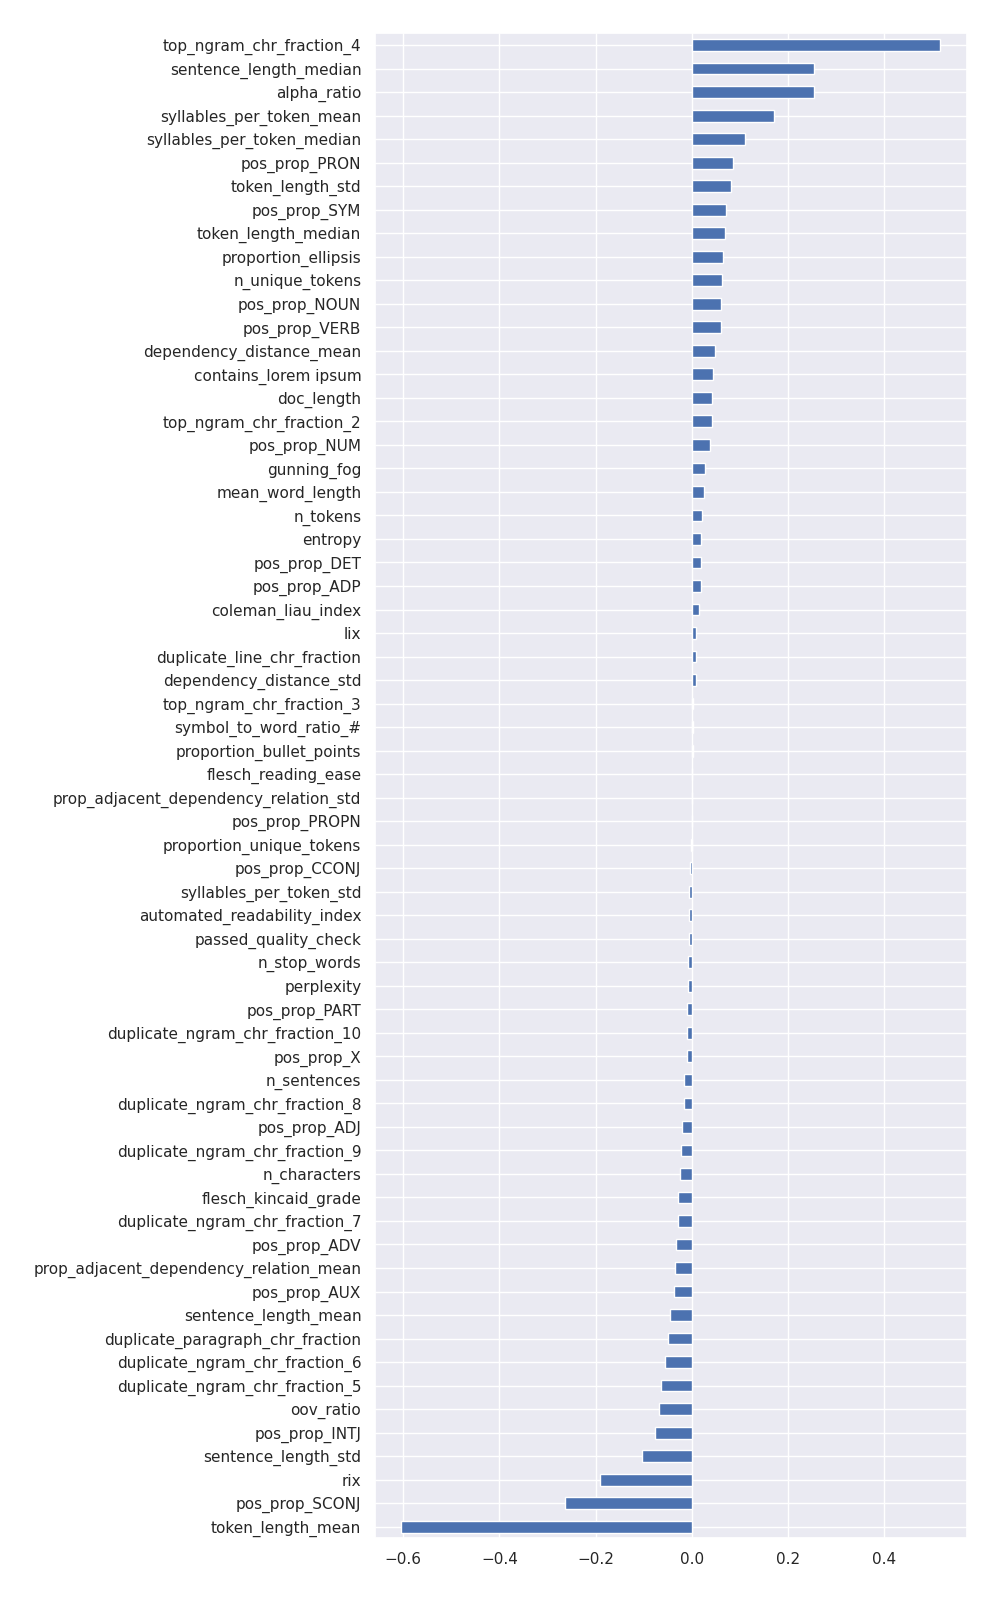 top_ngram_chr_fraction_4
sentence_length_median
alpha_ratio
syllables_per_token_mean
syllables_per_token_median
pos_prop_PRON
token_length_std
pos_prop_SYM
token_length_median
proportion_ellipsis
n_unique_tokens
pos_prop_NOUN
pos_prop_VERB
dependency_distance_mean
contains_lorem ipsum
doc_length
top_ngram_chr_fraction_2
pos_prop_NUM
gunning_fog
mean_word_length
n_tokens
entropy
pos_prop_DET
pos_prop_ADP
coleman_liau_index
lix
duplicate_line_chr_fraction
dependency_distance_std
top_ngram_chr_fraction_3
symbol_to_word_ratio_#
proportion_bullet_points
flesch_reading_ease
prop_adjacent_dependency_relation_std
pos_prop_PROPN
proportion_unique_tokens
pos_prop_CCONJ
syllables_per_token_std
automated_readability_index
passed_quality_check
n_stop_words
perplexity
pos_prop_PART
duplicate_ngram_chr_fraction_10
pos_prop_X
n_sentences
duplicate_ngram_chr_fraction_8
pos_prop_ADJ
duplicate_ngram_chr_fraction_9
n_characters
flesch_kincaid_grade
duplicate_ngram_chr_fraction_7
pos_prop_ADV
prop_adjacent_dependency_relation_mean
pos_prop_AUX
sentence_length_mean
duplicate_paragraph_chr_fraction
duplicate_ngram_chr_fraction_6
duplicate_ngram_chr_fraction_5
oov_ratio
pos_prop_INTJ
sentence_length_std
rix
pos_prop_SCONJ
token_length_mean
−0.6 −0.4 −0.2 0.0 0.2 0.4